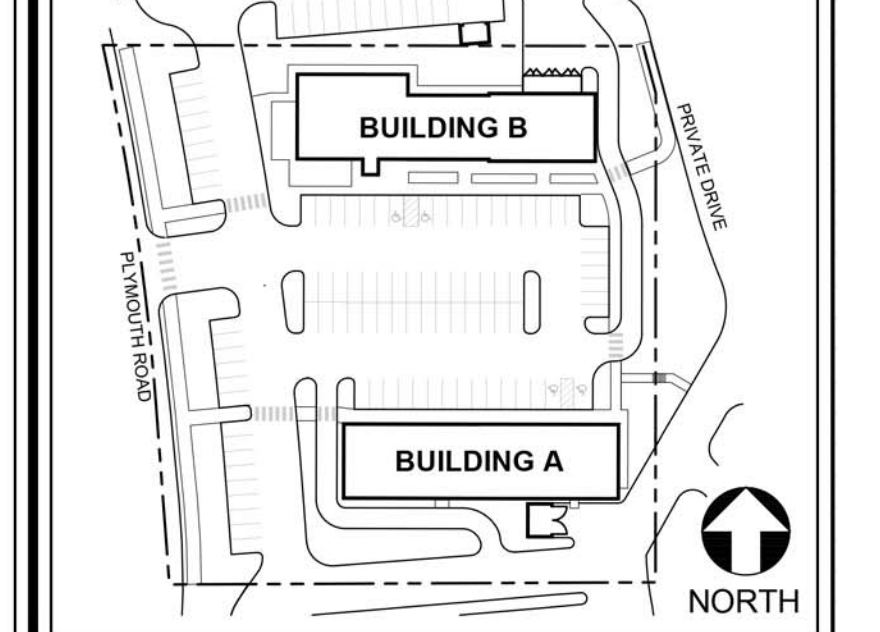 BUILDING B
PRIVATE DRIVE
PLYMOUTH ROAD
BUILDING A
NORTH